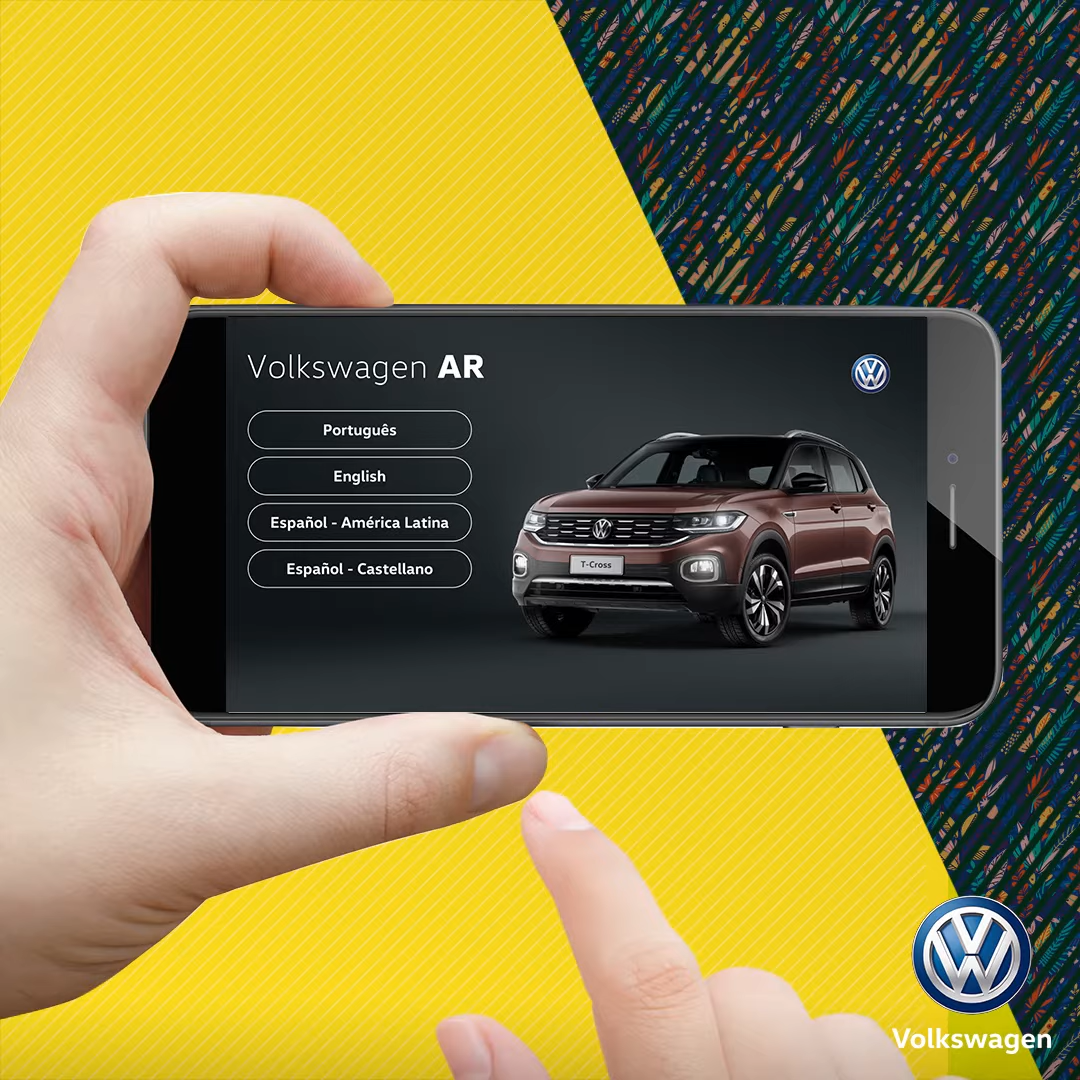 Volkswagen AR
Português
English
Español - América Latina
Español - Castellano
T-Cross
Volkswagen